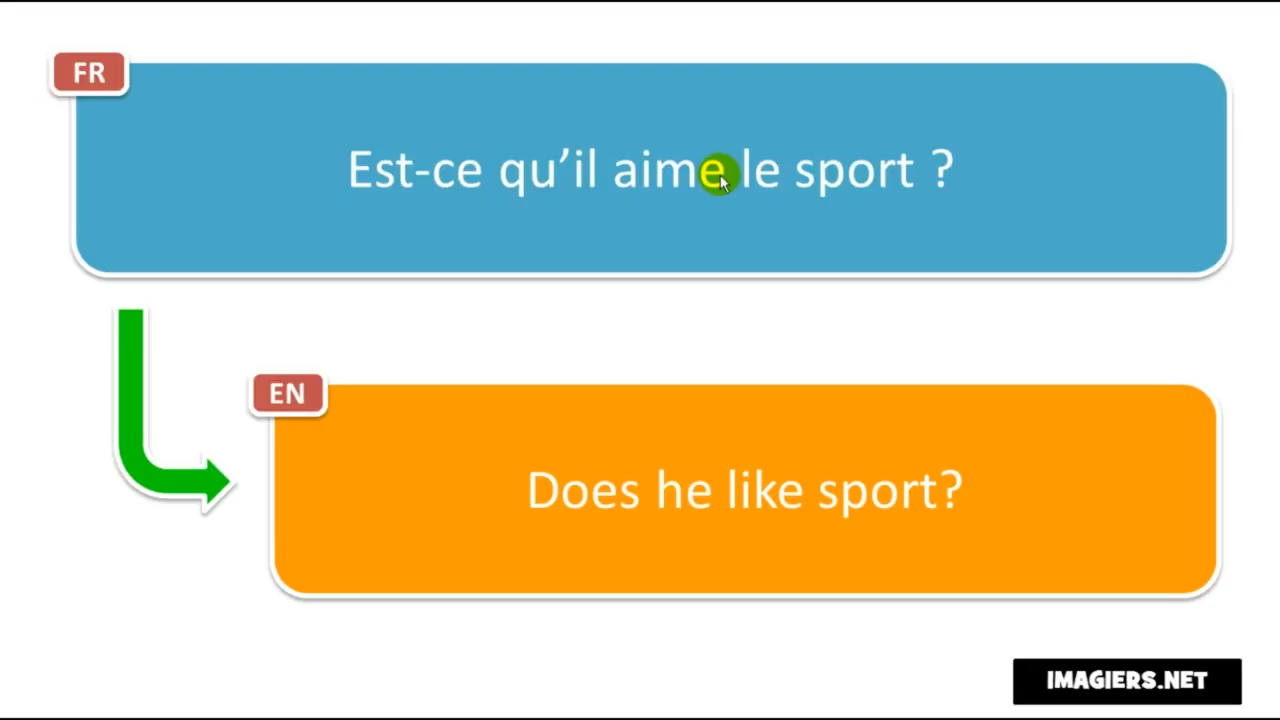 FR
Est-ce qu’il aime le sport ?
EN
Does he like sport?
IMAGIERS.NET